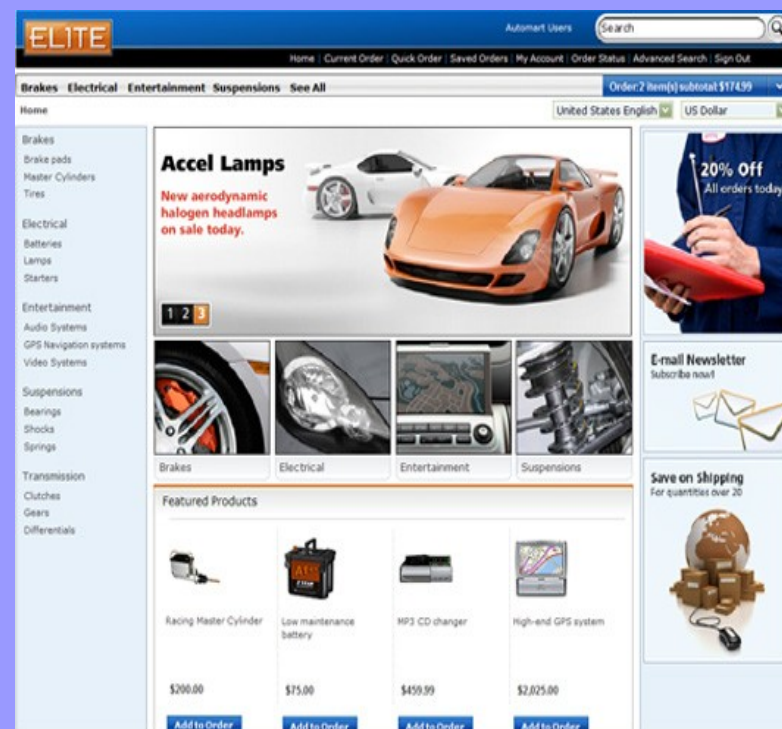 ELITE
Automart Users
Search
Home | Current Order | Quick Order | Saved Orders | My Account | Order Status | Advanced Search | Sign Out
Brakes Electrical Entertainment Suspensions See All
Order:2 item(s) subtotal:$174.99
Home
United States English
US Dollar
Brakes
Brake pads
Master Cylinders
Tires
Electrical
Batteries
Lamps
Starters
Entertainment
Audio Systems
GPS Navigation systems
Video Systems
Suspensions
Bearings
Shocks
Springs
Transmission
Clutches
Gears
Differentials
Accel Lamps
New aerodynamic
halogen headlamps
on sale today.
1 2 3
Brakes
Electrical
Entertainment
Suspensions
Featured Products
Racing Master Cylinder
$200.00
Add to Order
Low maintenance
battery
$75.00
Add to Order
MP3 CD changer
$459.99
Add to Order
High-end GPS system
$2,025.00
Add to Order
20% Off
All orders today
E-mail Newsletter
Subscribe now!
Save on Shipping
For quantities over 20